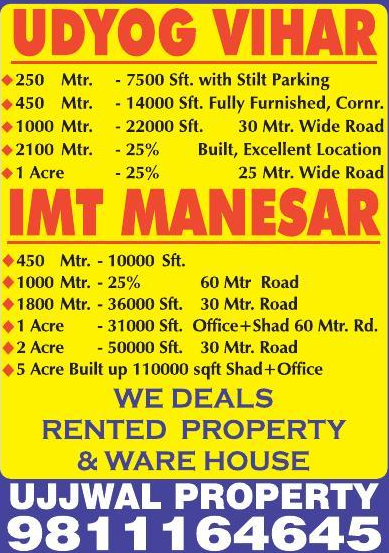 UDYOG VIHAR
◆250 Mtr. - 7500 Sft. with Stilt Parking
◆450 Mtr. - 14000 Sft. Fully Furnished, Cornr.
◆1000 Mtr. - 22000 Sft. 30 Mtr. Wide Road
◆2100 Mtr. - 25% Built, Excellent Location
◆1 Acre - 25% 25 Mtr. Wide Road
IMT MANESAR
◆450 Mtr. - 10000 Sft.
◆1000 Mtr. - 25% 60 Mtr Road
◆1800 Mtr. - 36000 Sft. 30 Mtr. Road
◆1 Acre - 31000 Sft. Office+Shad 60 Mtr. Rd.
◆2 Acre - 50000 Sft. 30 Mtr. Road
◆5 Acre Built up 110000 sqft Shad+Office
WE DEALS
RENTED PROPERTY
& WARE HOUSE
UJJWAL PROPERTY
9811164645